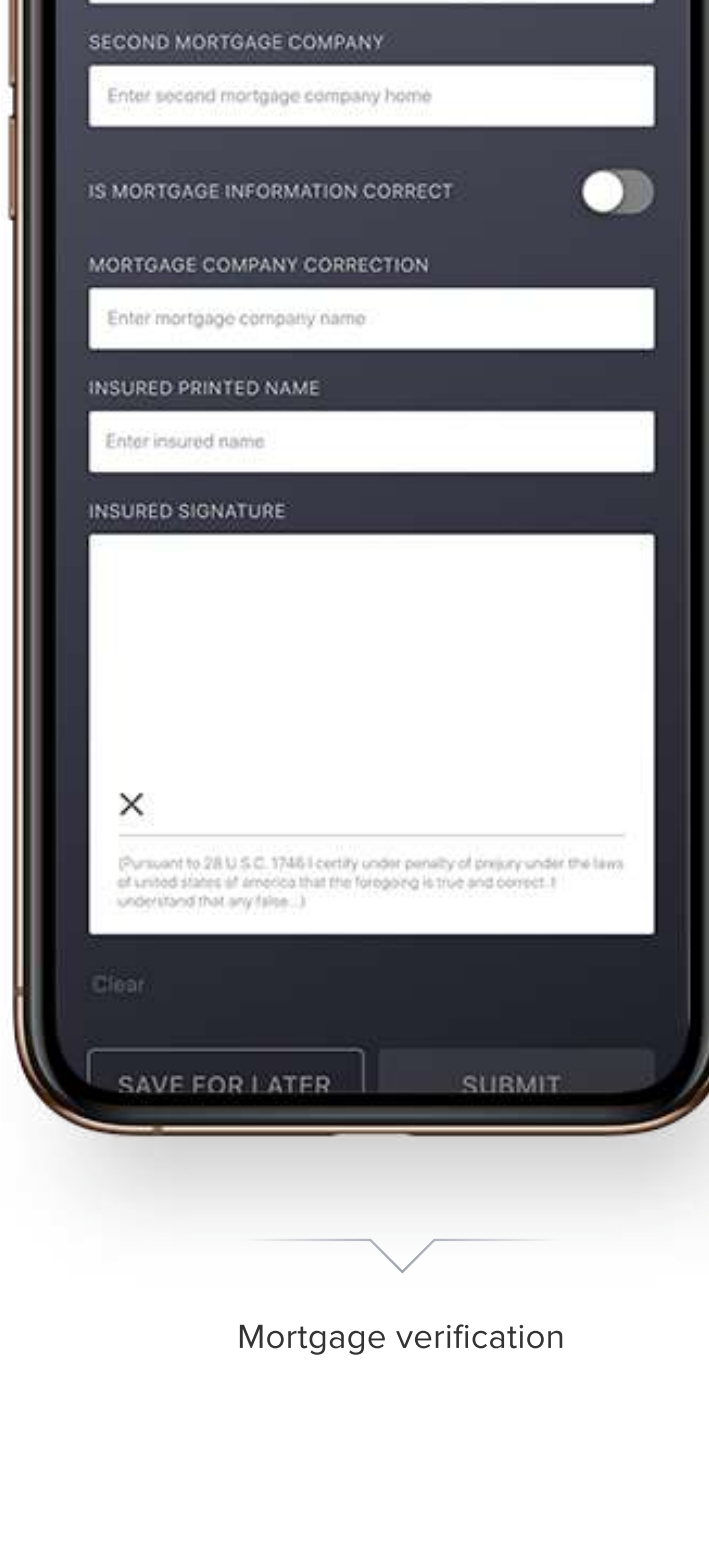 SECOND MORTGAGE COMPANY
Enter second mortgage company home
IS MORTGAGE INFORMATION CORRECT
MORTGAGE COMPANY CORRECTION
Enter mortgage company name
INSURED PRINTED NAME
Enter insured name
INSURED SIGNATURE
(Pursuant to 28 U.S.C. 1746 I certify under penalty of prejury under the laws
of united states of america that the foregoing is true and correct. I
understand that any false...)
Clear
SAVE FOR LATER
SUBMIT
Mortgage verification